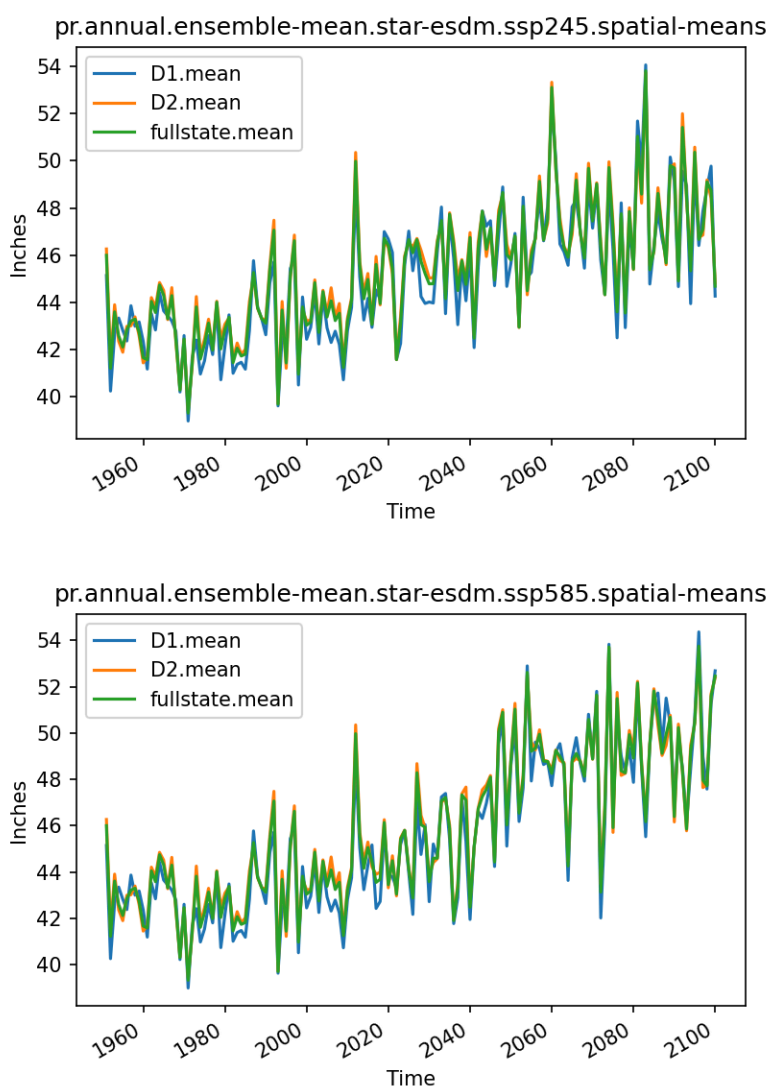 pr.annual.ensemble-mean.star-esdm.ssp245.spatial-means
D1.mean
D2.mean
fullstate.mean
54
52
50
48
46
44
42
40
Inches
1960
1980
2000
2020
2040
2060
2080
2100
Time
pr.annual.ensemble-mean.star-esdm.ssp585.spatial-means
D1.mean
D2.mean
fullstate.mean
54
52
50
48
46
44
42
40
Inches
1960
1980
2000
2020
2040
2060
2080
2100
Time